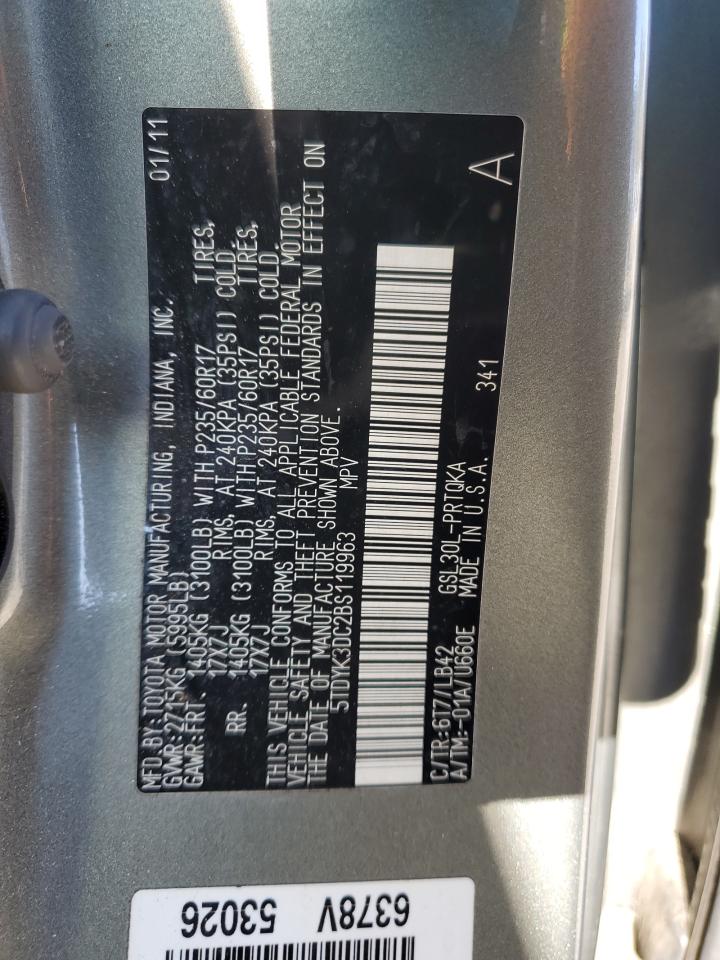 MFD.BY:TOYOTA MOTOR MANUFACTURING, INDIANA, INC. 01/11
GVWR:2715KG (5995LB)
GAWR:FRT. 1405KG (3100LB) WITH P235/60R17 TIRES,
17X7J RIMS, AT 240KPA (35PSI) COLD.
RR. 1405KG (3100LB) WITH P235/60R17 TIRES,
17X7J RIMS, AT 240KPA (35PSI) COLD.
THIS VEHICLE CONFORMS TO ALL APPLICABLE FEDERAL MOTOR
VEHICLE SAFETY AND THEFT PREVENTION STANDARDS IN EFFECT ON
THE DATE OF MANUFACTURE SHOWN ABOVE.
5TDYK3DC2BS119963 MPV
C/TR:6T7/LB42 GSL30L-PRTQKA 341 A
A/TM:-01A/U660E MADE IN U.S.A.
6378V 53026